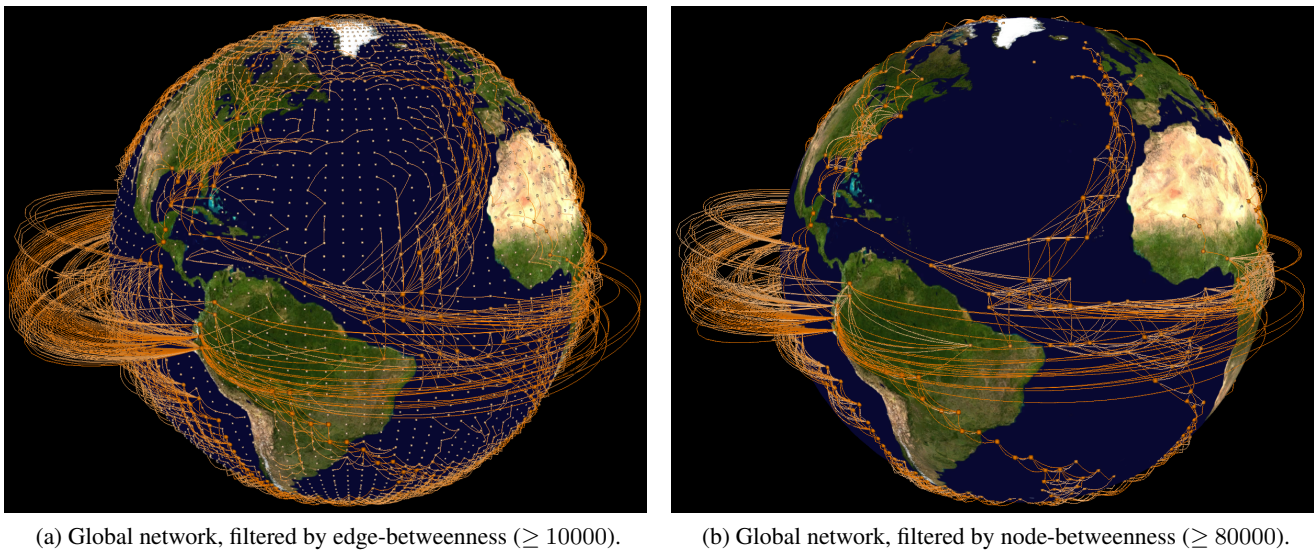 (a) Global network, filtered by edge-betweenness (≥ 10000).
(b) Global network, filtered by node-betweenness (≥ 80000).